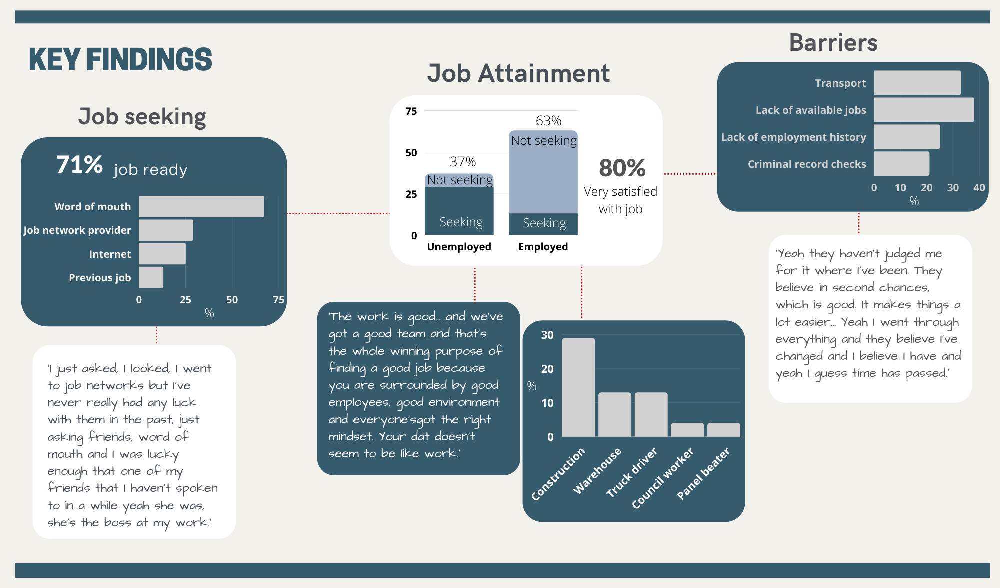 KEY FINDINGS
Job seeking
71% job ready
Word of mouth
Job network provider
Internet
Previous job
0 25 50 75
%
'I just asked, I looked, I went
to job networks but I've
never really had any luck
with them in the past, just
asking friends, word of
mouth and I was lucky
enough that one of my
friends that I haven't spoken
to in a while yeah she was,
she's the boss at my work.'
Job Attainment
75
50
25
0
37%
Not seeking
Seeking
63%
Not seeking
Seeking
Unemployed Employed
80%
Very satisfied
with job
'The work is good... and we've
got a good team and that's
the whole winning purpose of
finding a good job because
you are surrounded by good
employees, good environment
and everyone'sgot the right
mindset. Your dat doesn't
seem to be like work.'
30
20
%
10
0
Construction
Warehouse
Truck driver
Council worker
Panel beater
Barriers
Transport
Lack of available jobs
Lack of employment history
Criminal record checks
0 10 20 30 40
%
'Yeah they haven't judged me
for it where I've been. They
believe in second chances,
which is good. It makes things a
lot easier... Yeah I went through
everything and they believe I've
changed and I believe I have and
yeah I guess time has passed.'